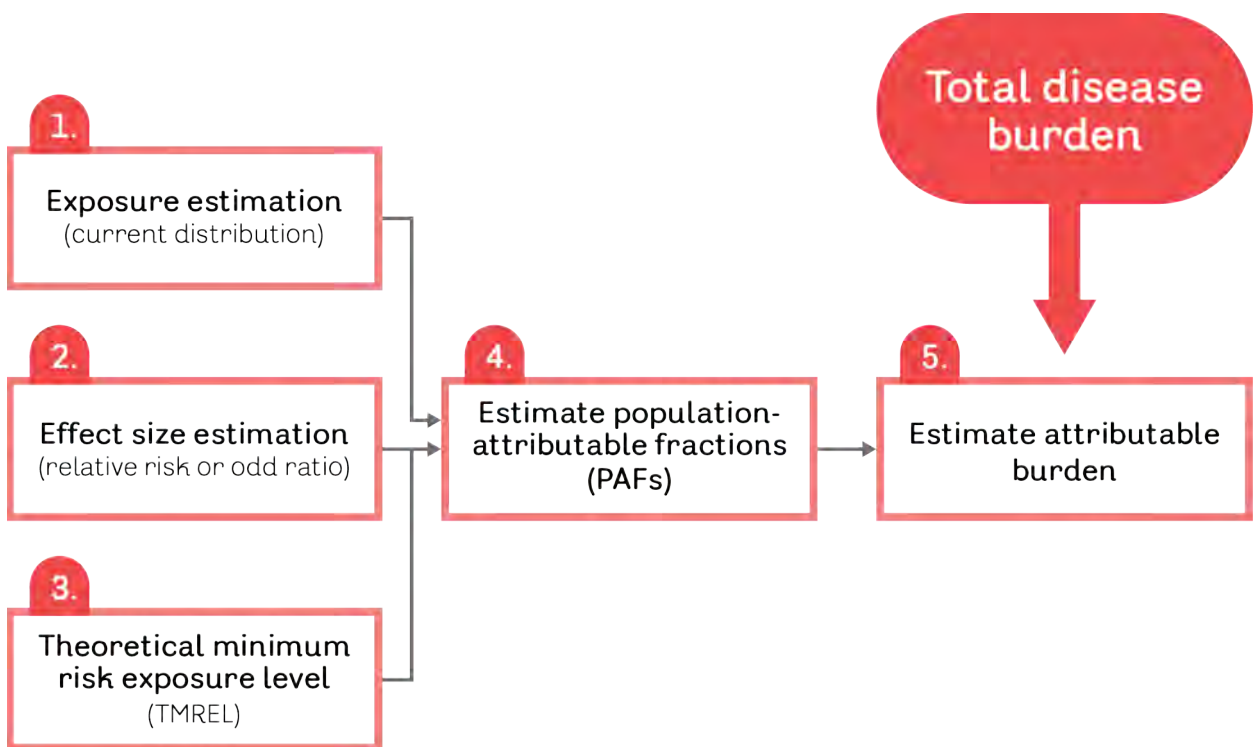 Total disease
burden
1.
Exposure estimation
(current distribution)
2.
Effect size estimation
(relative risk or odd ratio)
3.
Theoretical minimum
risk exposure level
(TMREL)
4.
Estimate population-
attributable fractions
(PAFs)
5.
Estimate attributable
burden